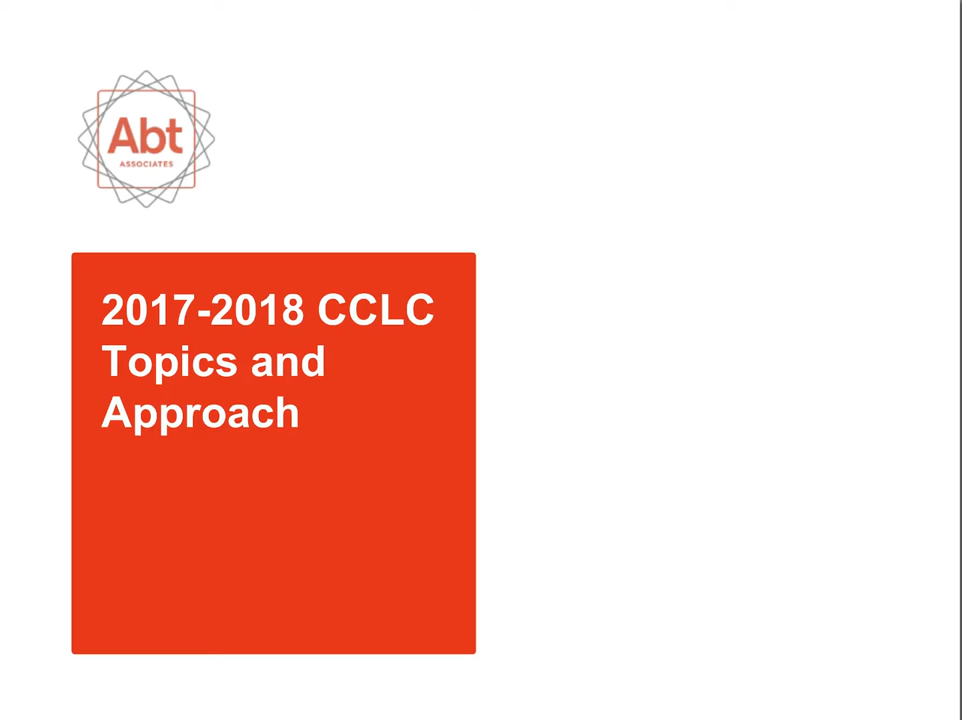 Abt
ASSOCIATES
2017-2018 CCLC
Topics and
Approach